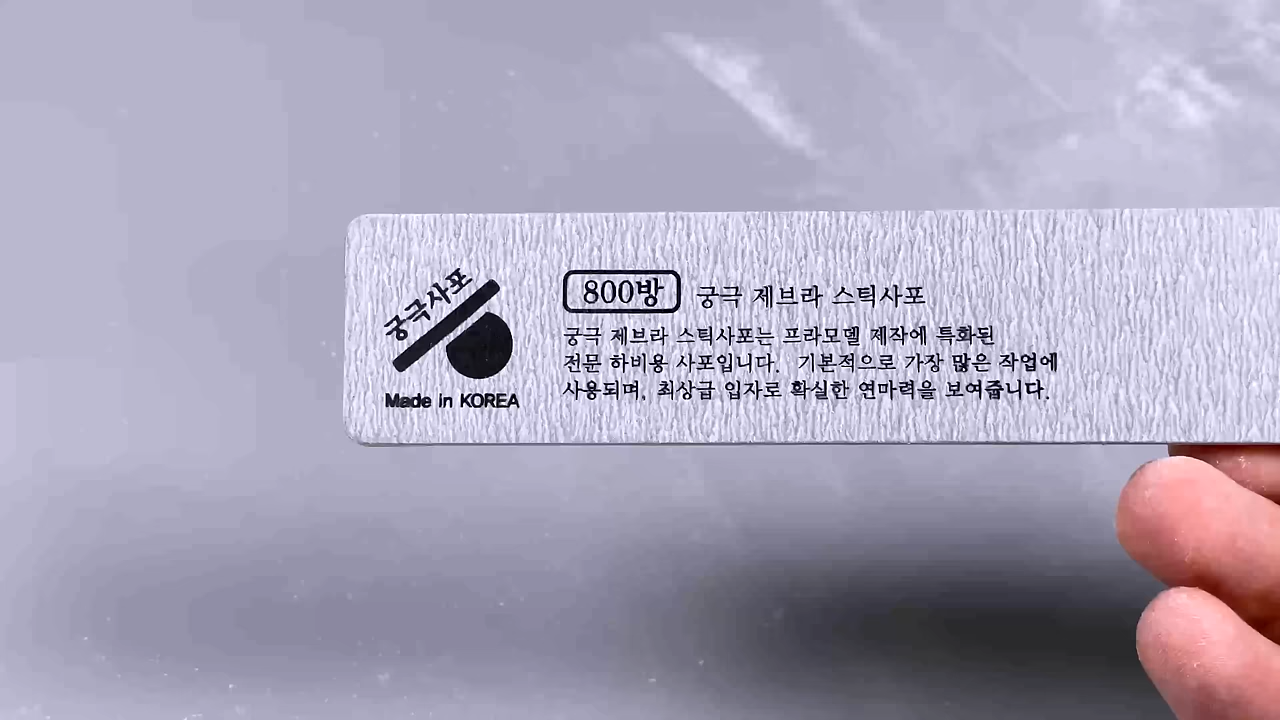 궁극사포
Made in KOREA
800방 궁극 제브라 스틱사포
궁극 제브라 스틱사포는 프라모델 제작에 특화된
전문 하비용 사포입니다. 기본적으로 가장 많은 작업에
사용되며, 최상급 입자로 확실한 연마력을 보여줍니다.